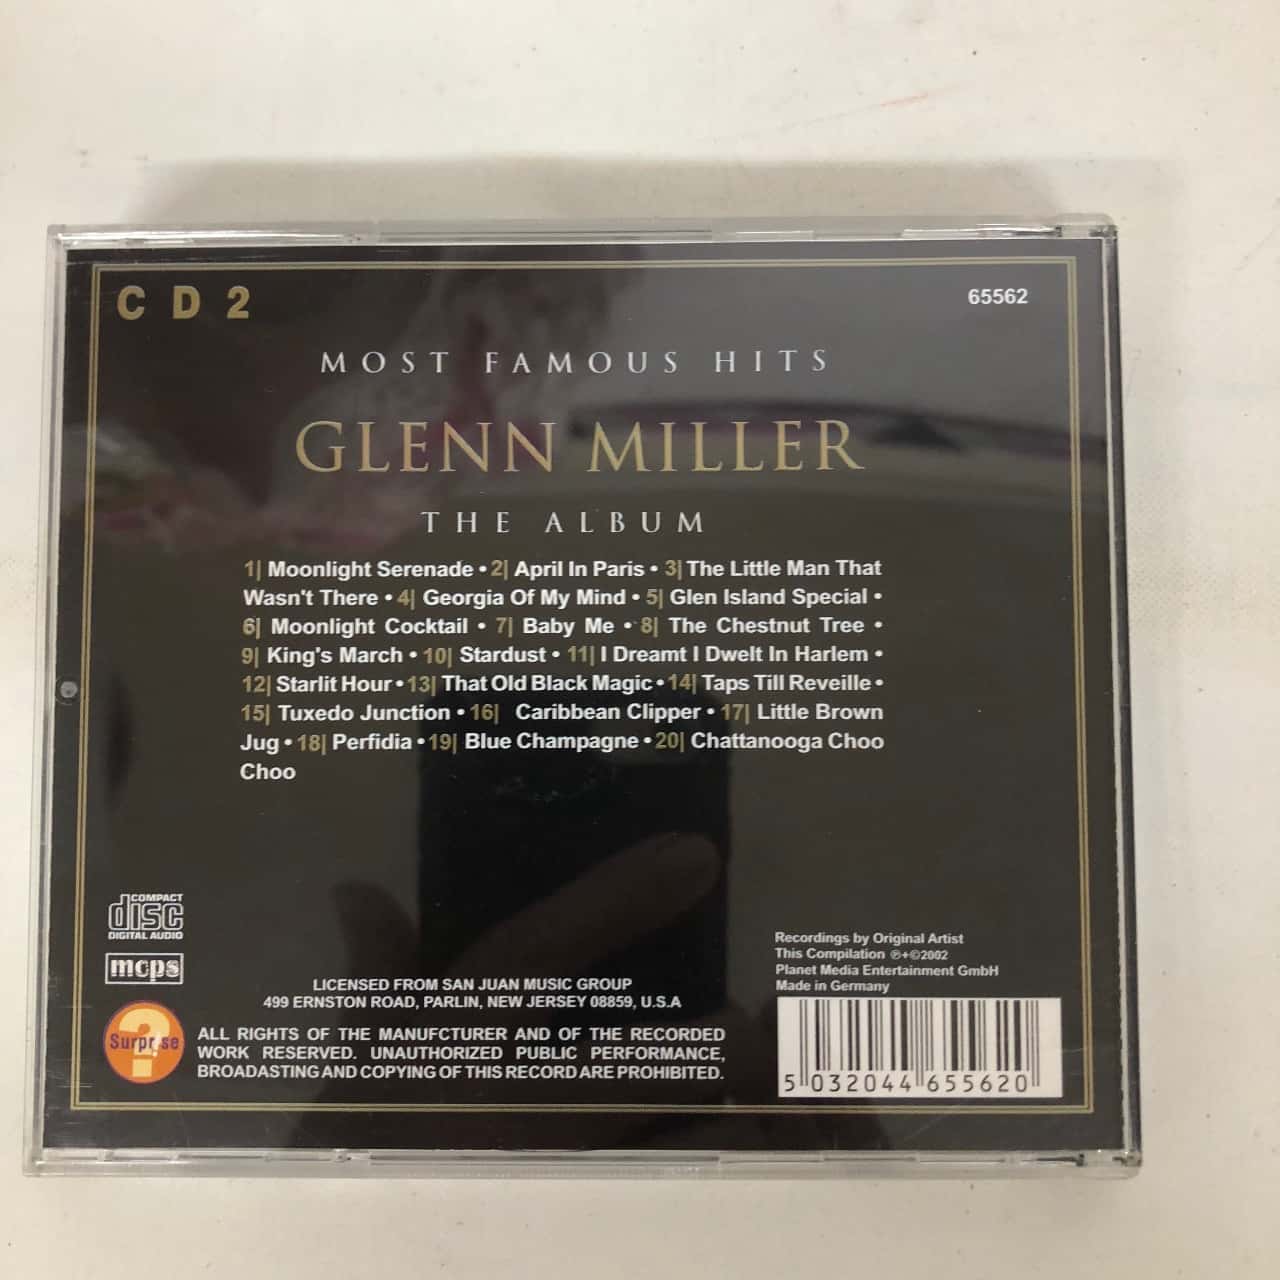 CD2
65562
MOST FAMOUS HITS
GLENN MILLER
THE ALBUM
1| Moonlight Serenade • 2| April In Paris • 3| The Little Man That
Wasn't There • 4| Georgia Of My Mind • 5| Glen Island Special •
6| Moonlight Cocktail • 7| Baby Me • 8| The Chestnut Tree •
9| King's March • 10| Stardust • 11| I Dreamt I Dwelt In Harlem •
12| Starlit Hour • 13| That Old Black Magic • 14| Taps Till Reveille •
15| Tuxedo Junction • 16| Caribbean Clipper • 17| Little Brown
Jug • 18| Perfidia • 19| Blue Champagne • 20| Chattanooga Choo
Choo
COMPACT
disc
DIGITAL AUDIO
mcps
Surprise
?
LICENSED FROM SAN JUAN MUSIC GROUP
499 ERNSTON ROAD, PARLIN, NEW JERSEY 08859, U.S.A
ALL RIGHTS OF THE MANUFCTURER AND OF THE RECORDED
WORK RESERVED. UNAUTHORIZED PUBLIC PERFORMANCE,
BROADASTING AND COPYING OF THIS RECORD ARE PROHIBITED.
Recordings by Original Artist
This Compilation ℗+©2002
Planet Media Entertainment GmbH
Made in Germany
5 032044 655620